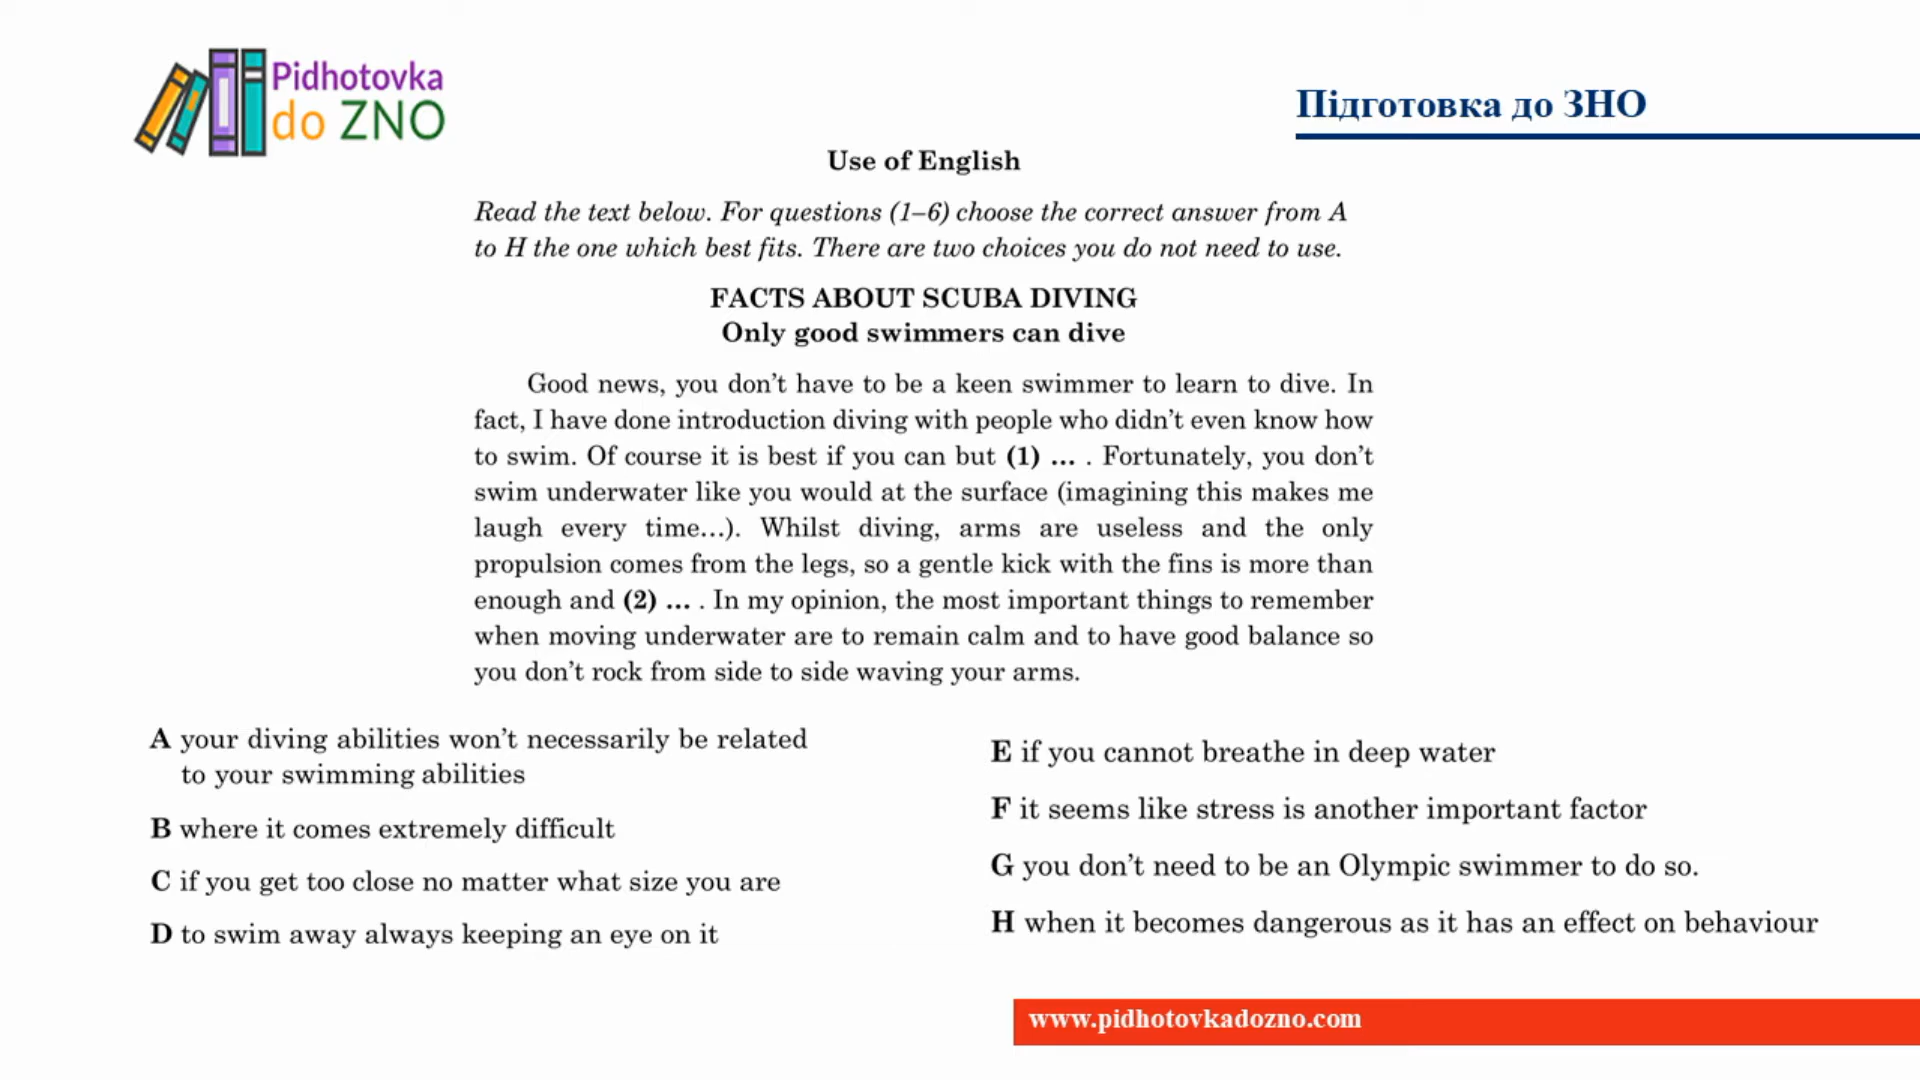 Pidhotovka
do ZNO
Підготовка до ЗНО
Use of English
Read the text below. For questions (1–6) choose the correct answer from A
to H the one which best fits. There are two choices you do not need to use.
FACTS ABOUT SCUBA DIVING
Only good swimmers can dive
Good news, you don’t have to be a keen swimmer to learn to dive. In
fact, I have done introduction diving with people who didn’t even know how
to swim. Of course it is best if you can but (1) ... . Fortunately, you don’t
swim underwater like you would at the surface (imagining this makes me
laugh every time...). Whilst diving, arms are useless and the only
propulsion comes from the legs, so a gentle kick with the fins is more than
enough and (2) ... . In my opinion, the most important things to remember
when moving underwater are to remain calm and to have good balance so
you don’t rock from side to side waving your arms.
A your diving abilities won’t necessarily be related
to your swimming abilities
B where it comes extremely difficult
C if you get too close no matter what size you are
D to swim away always keeping an eye on it
E if you cannot breathe in deep water
F it seems like stress is another important factor
G you don’t need to be an Olympic swimmer to do so.
H when it becomes dangerous as it has an effect on behaviour
www.pidhotovkadozno.com